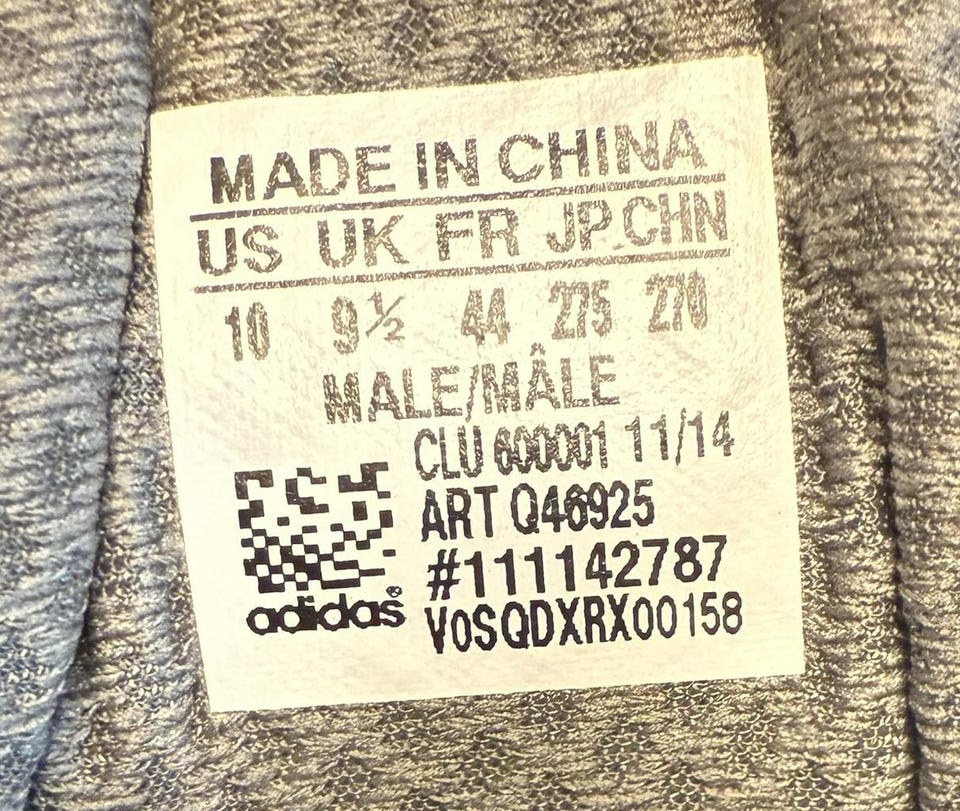 MADE IN CHINA
US UK FR JP CHN
10 9½ 44 275 270
MALE/MÂLE
CLU 600001 11/14
ART Q46925
#111142787
adidas®
V0SQDXRX00158